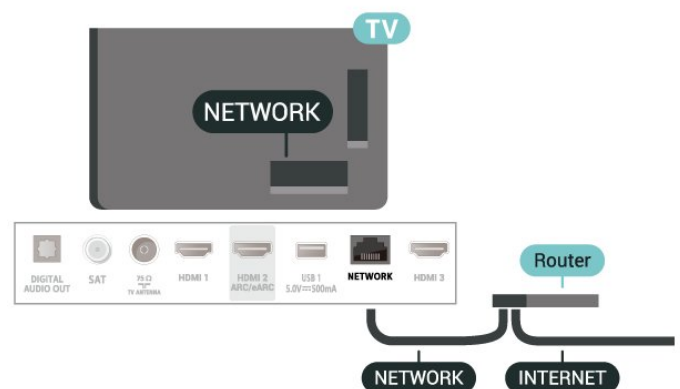 TV
NETWORK
DIGITAL
AUDIO OUT
SAT
75 Ω
TV ANTENNA
HDMI 1
HDMI 2
ARC/eARC
USB 1
5.0V⎓500mA
NETWORK
HDMI 3
Router
NETWORK
INTERNET